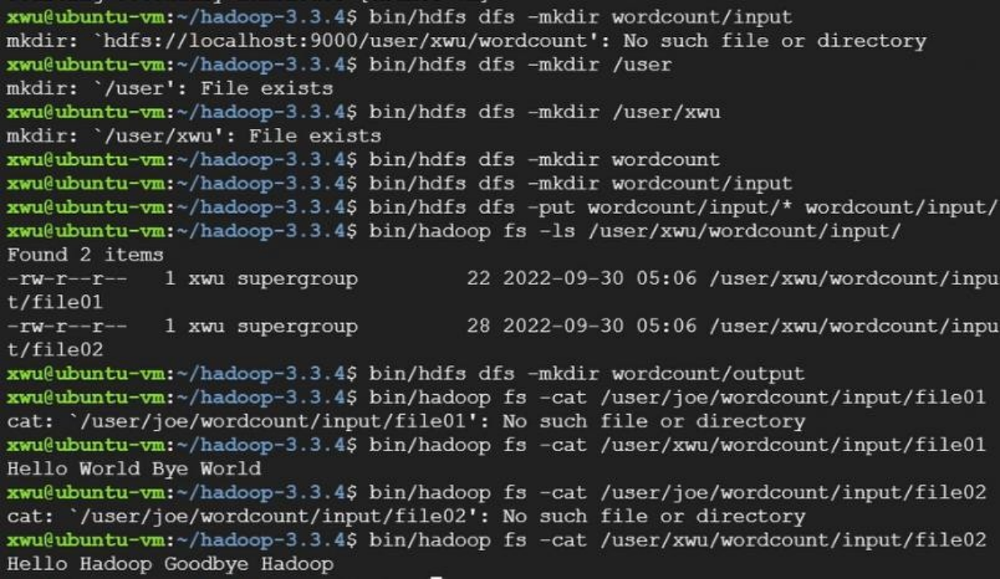 xwu@ubuntu-vm:~/hadoop-3.3.4$ bin/hdfs dfs -mkdir wordcount/input
mkdir: `hdfs://localhost:9000/user/xwu/wordcount': No such file or directory
xwu@ubuntu-vm:~/hadoop-3.3.4$ bin/hdfs dfs -mkdir /user
mkdir: `/user': File exists
xwu@ubuntu-vm:~/hadoop-3.3.4$ bin/hdfs dfs -mkdir /user/xwu
mkdir: `/user/xwu': File exists
xwu@ubuntu-vm:~/hadoop-3.3.4$ bin/hdfs dfs -mkdir wordcount
xwu@ubuntu-vm:~/hadoop-3.3.4$ bin/hdfs dfs -mkdir wordcount/input
xwu@ubuntu-vm:~/hadoop-3.3.4$ bin/hdfs dfs -put wordcount/input/* wordcount/input/
xwu@ubuntu-vm:~/hadoop-3.3.4$ bin/hadoop fs -ls /user/xwu/wordcount/input/
Found 2 items
-rw-r--r--   1 xwu supergroup         22 2022-09-30 05:06 /user/xwu/wordcount/inpu
t/file01
-rw-r--r--   1 xwu supergroup         28 2022-09-30 05:06 /user/xwu/wordcount/inpu
t/file02
xwu@ubuntu-vm:~/hadoop-3.3.4$ bin/hdfs dfs -mkdir wordcount/output
xwu@ubuntu-vm:~/hadoop-3.3.4$ bin/hadoop fs -cat /user/joe/wordcount/input/file01
cat: `/user/joe/wordcount/input/file01': No such file or directory
xwu@ubuntu-vm:~/hadoop-3.3.4$ bin/hadoop fs -cat /user/xwu/wordcount/input/file01
Hello World Bye World
xwu@ubuntu-vm:~/hadoop-3.3.4$ bin/hadoop fs -cat /user/joe/wordcount/input/file02
cat: `/user/joe/wordcount/input/file02': No such file or directory
xwu@ubuntu-vm:~/hadoop-3.3.4$ bin/hadoop fs -cat /user/xwu/wordcount/input/file02
Hello Hadoop Goodbye Hadoop